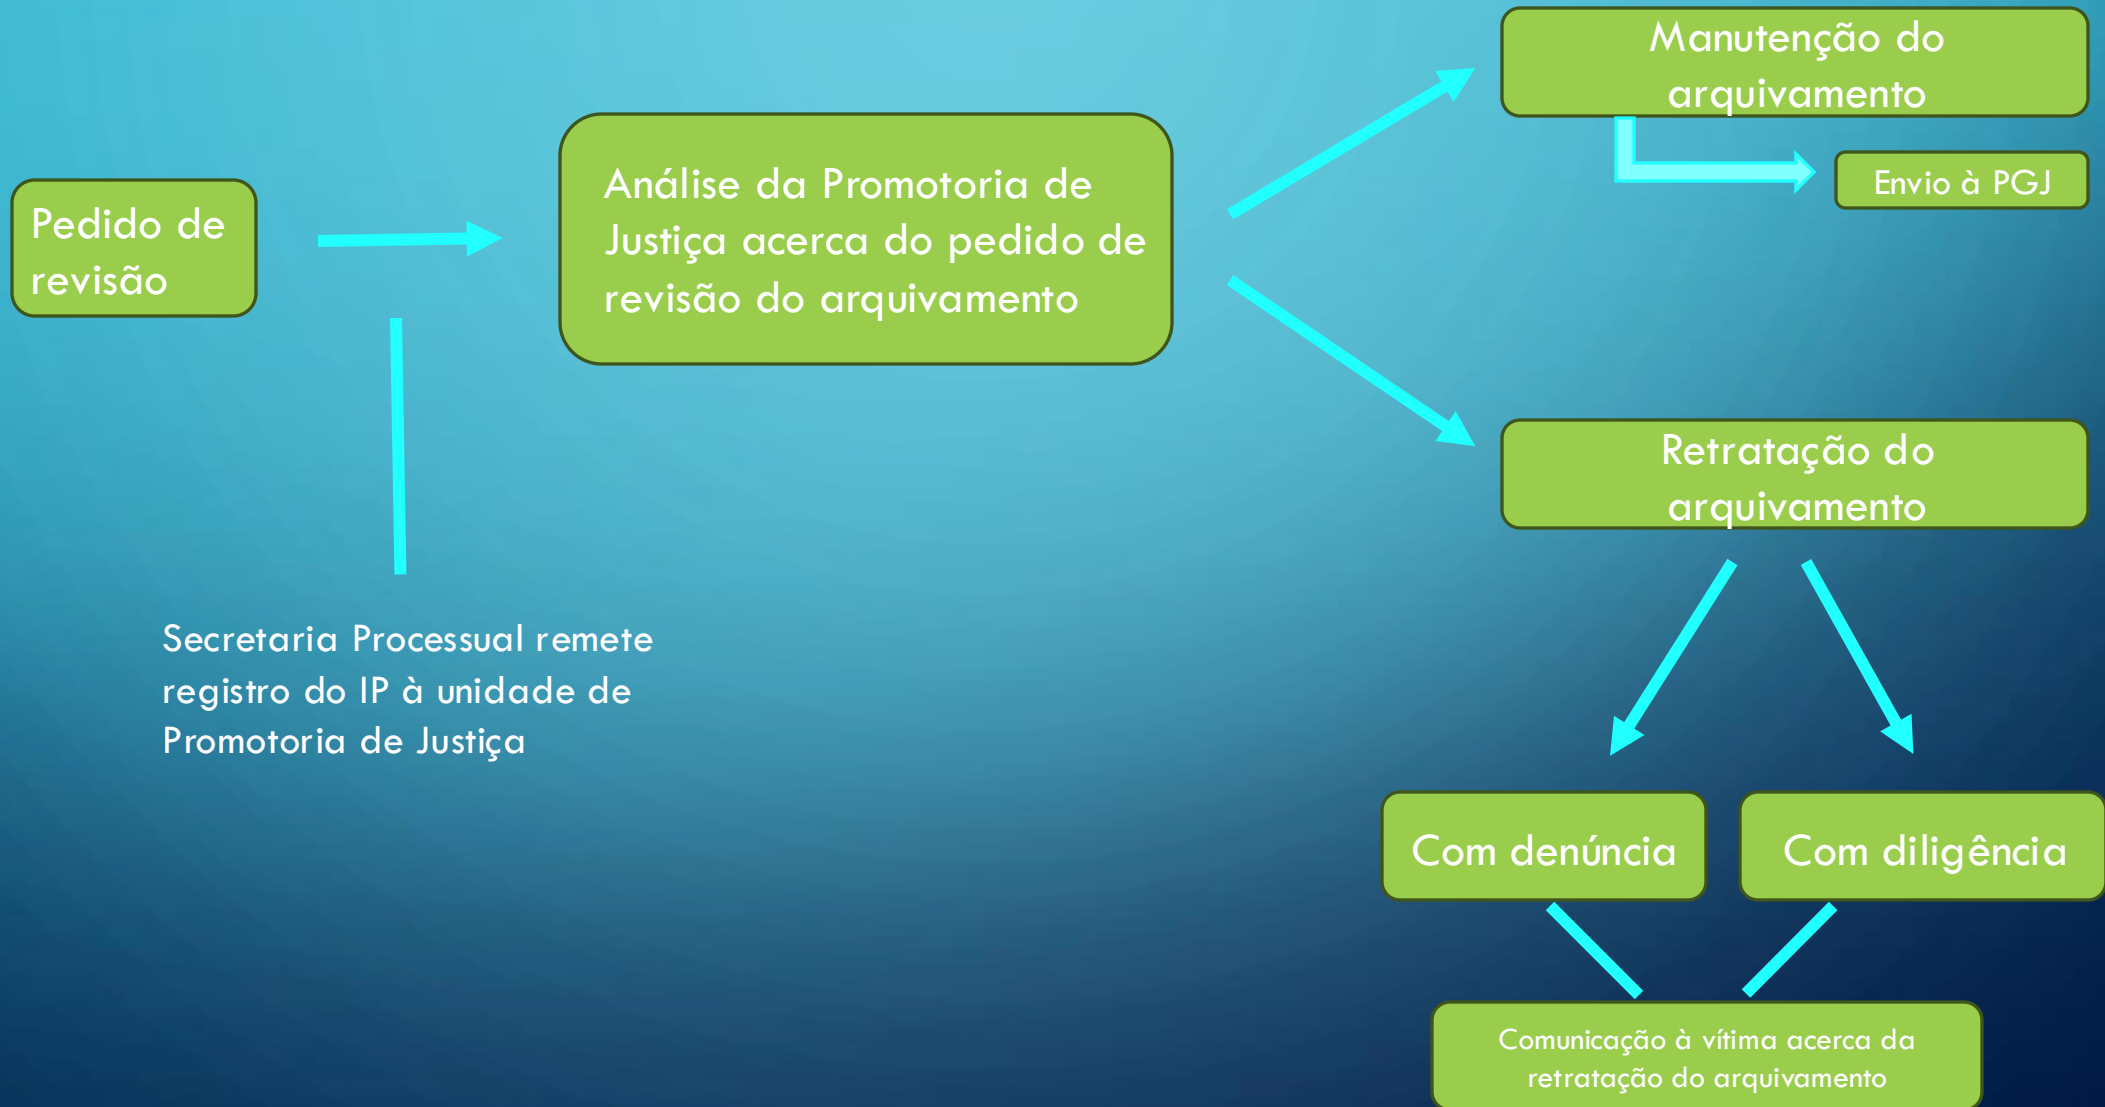 Pedido de
revisão
Análise da Promotoria de
Justiça acerca do pedido de
revisão do arquivamento
Secretaria Processual remete
registro do IP à unidade de
Promotoria de Justiça
Manutenção do
arquivamento
Envio à PGJ
Retratação do
arquivamento
Com denúncia
Com diligência
Comunicação à vítima acerca da
retratação do arquivamento